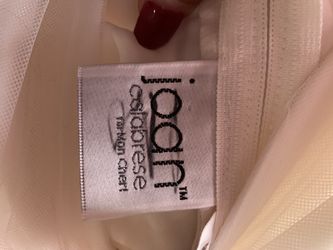 joan™
calabrese
for Mon Cheri